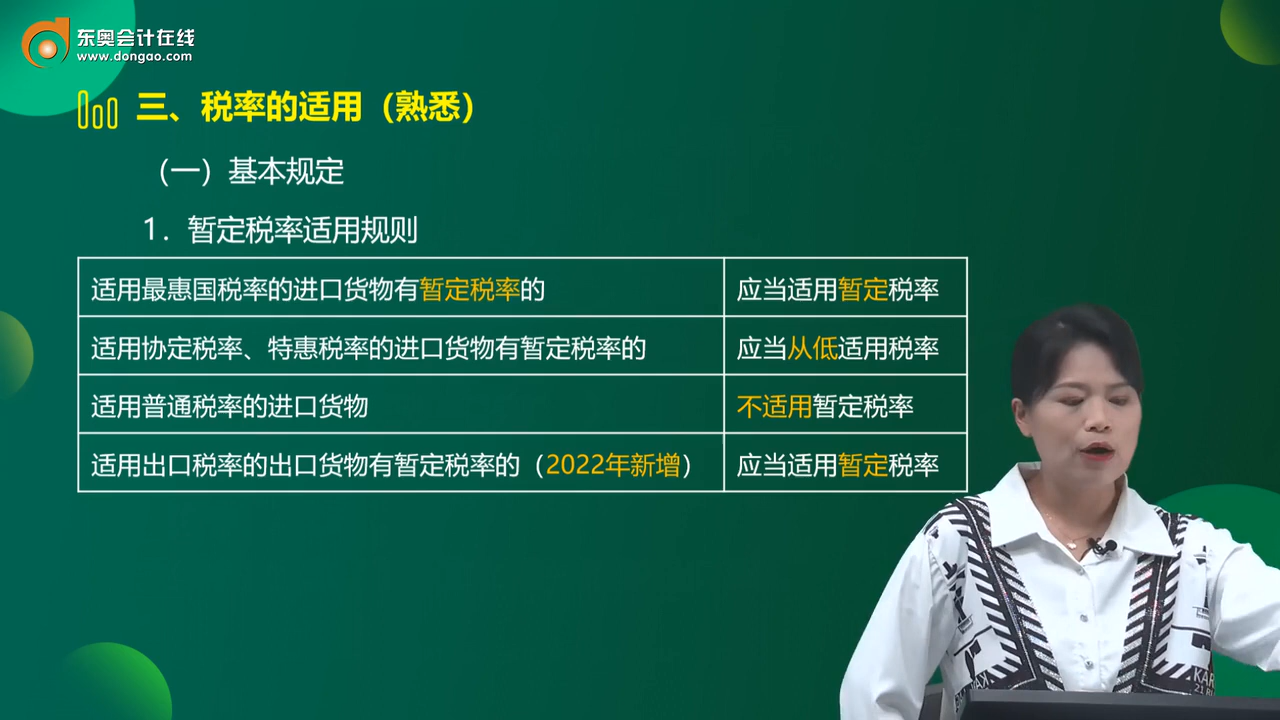 东奥会计在线
www.dongao.com
三、税率的适用（熟悉）
（一）基本规定
1．暂定税率适用规则
适用最惠国税率的进口货物有暂定税率的 应当适用暂定税率
适用协定税率、特惠税率的进口货物有暂定税率的 应当从低适用税率
适用普通税率的进口货物 不适用暂定税率
适用出口税率的出口货物有暂定税率的（2022年新增） 应当适用暂定税率